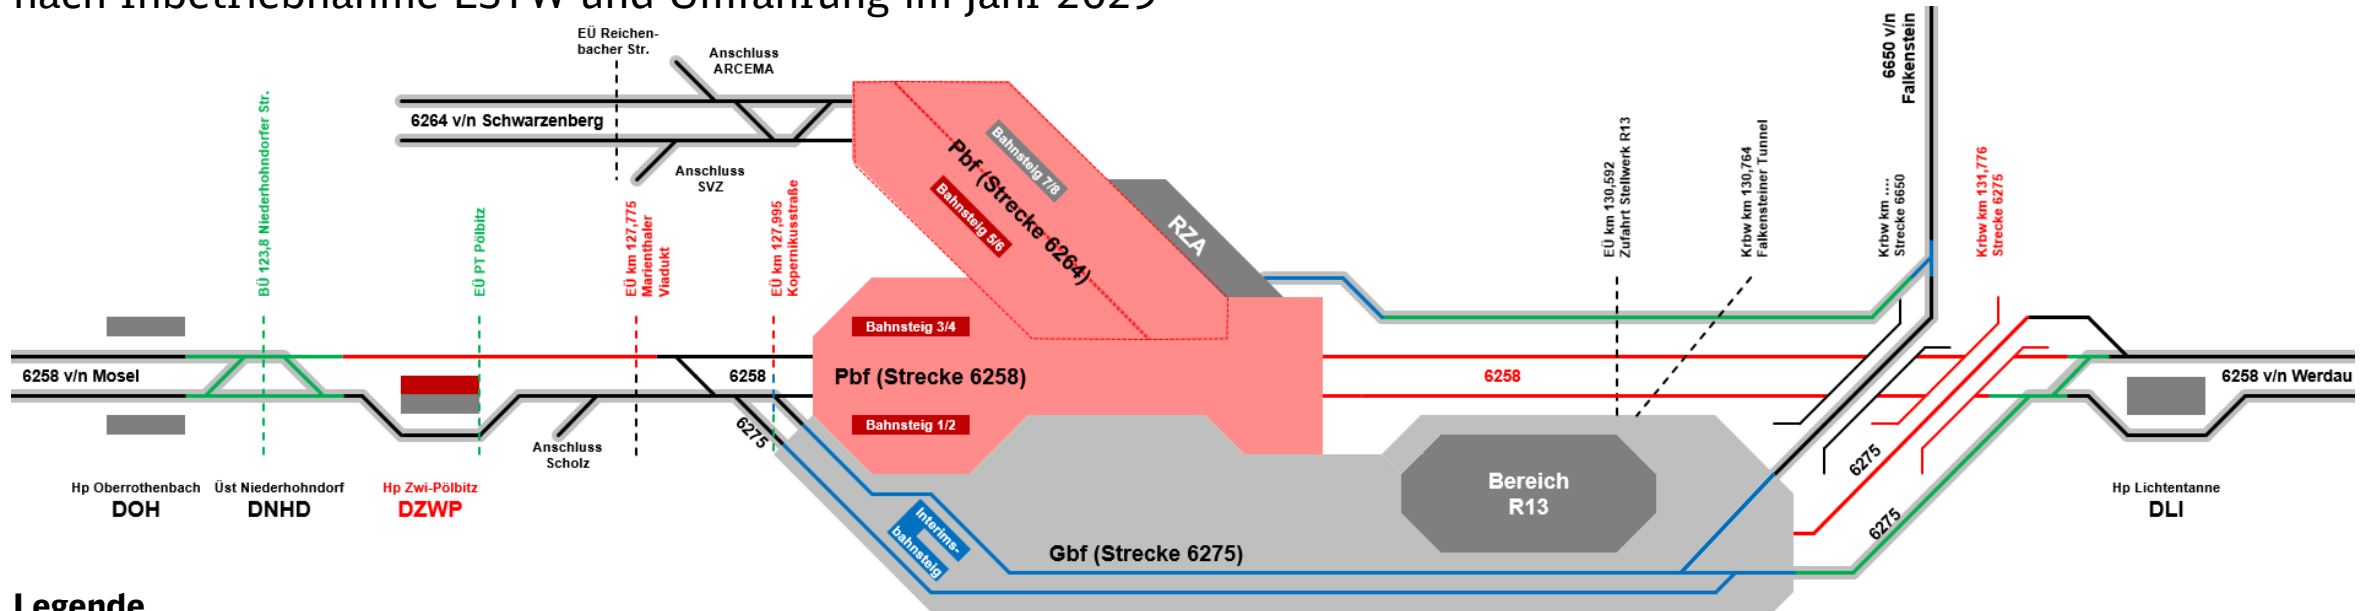 nach Inbetriebnahme ESTW und Umfahrung im Jahr 2029
EÜ Reichen-
bacher Str.
Anschluss
ARCEMA
6264 v/n Schwarzenberg
Anschluss
SVZ
BÜ 123,8 Niederhohndorfer Str.
EÜ PT Pölbitz
EÜ km 127,775
Marienthaler
Viadukt
EÜ km 127,995
Kopernikusstraße
Bahnsteig 7/8
Pbf (Strecke 6264)
Bahnsteig 5/6
RZA
EÜ km 130,592
Zufahrt Stellwerk R13
Krbw km 130,764
Falkensteiner Tunnel
6650 v/n
Falkenstein
Krbw km ....
Strecke 6650
Krbw km 131,776
Strecke 6275
Bahnsteig 3/4
6258 v/n Mosel
6258
Pbf (Strecke 6258)
6258
6258 v/n Werdau
Bahnsteig 1/2
6275
Anschluss
Scholz
6275
6275
Bereich
R13
Hp Oberrothenbach
DOH
Üst Niederhohndorf
DNHD
Hp Zwi-Pölbitz
DZWP
Hp Lichtentanne
DLI
Interims-
bahnsteig
Gbf (Strecke 6275)
Legende